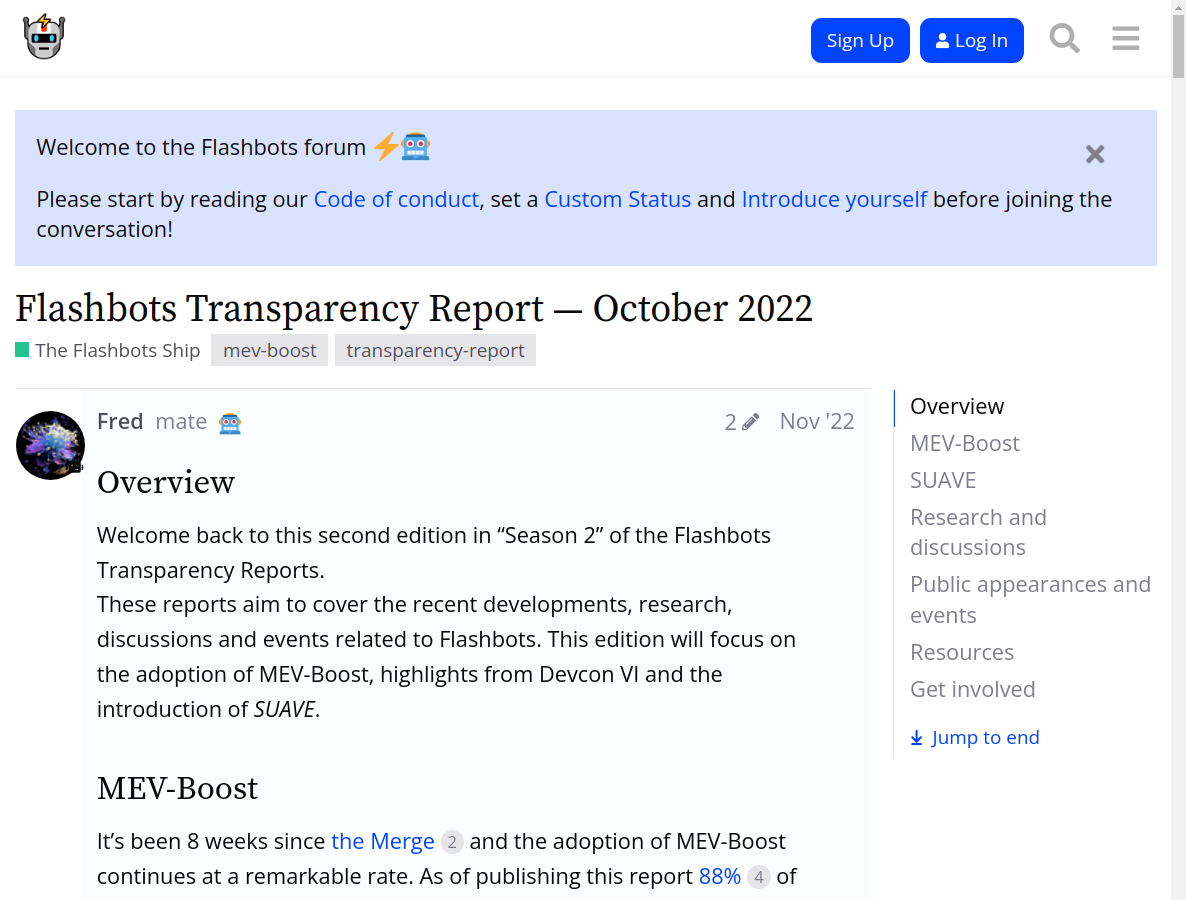 Sign Up
Log In
Welcome to the Flashbots forum
Please start by reading our Code of conduct, set a Custom Status and Introduce yourself before joining the
conversation!
Flashbots Transparency Report — October 2022
The Flashbots Ship mev-boost transparency-report
Fred mate 2 Nov '22
Overview
Welcome back to this second edition in “Season 2” of the Flashbots
Transparency Reports.
These reports aim to cover the recent developments, research,
discussions and events related to Flashbots. This edition will focus on
the adoption of MEV-Boost, highlights from Devcon VI and the
introduction of SUAVE.
MEV-Boost
It’s been 8 weeks since the Merge 2 and the adoption of MEV-Boost
continues at a remarkable rate. As of publishing this report 88% 4 of
Overview
MEV-Boost
SUAVE
Research and
discussions
Public appearances and
events
Resources
Get involved
Jump to end